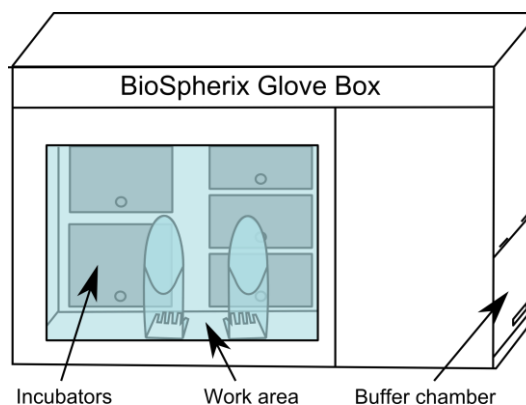 BioSpherix Glove Box
Incubators
Work area
Buffer chamber